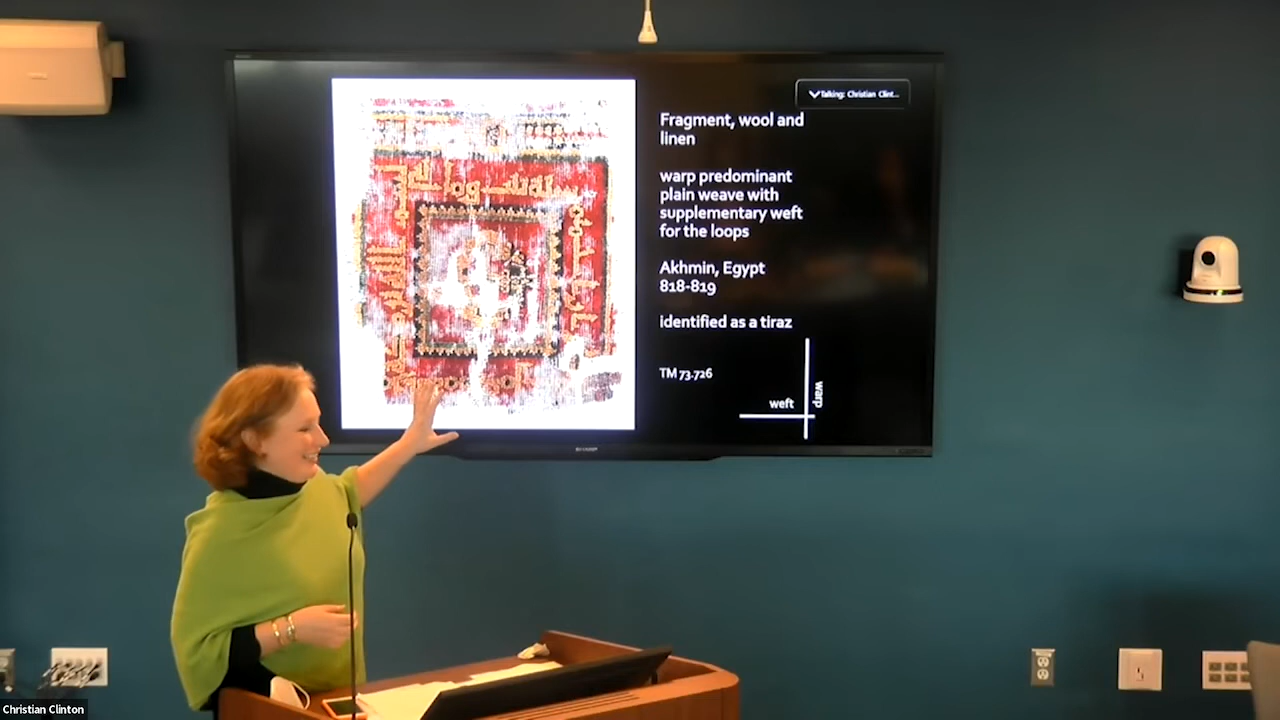 Talking: Christian Clint...
Fragment, wool and
linen
warp predominant
plain weave with
supplementary weft
for the loops
Akhmin, Egypt
818-819
identified as a tiraz
TM 73.726
weft
warp
SHARP
Christian Clinton